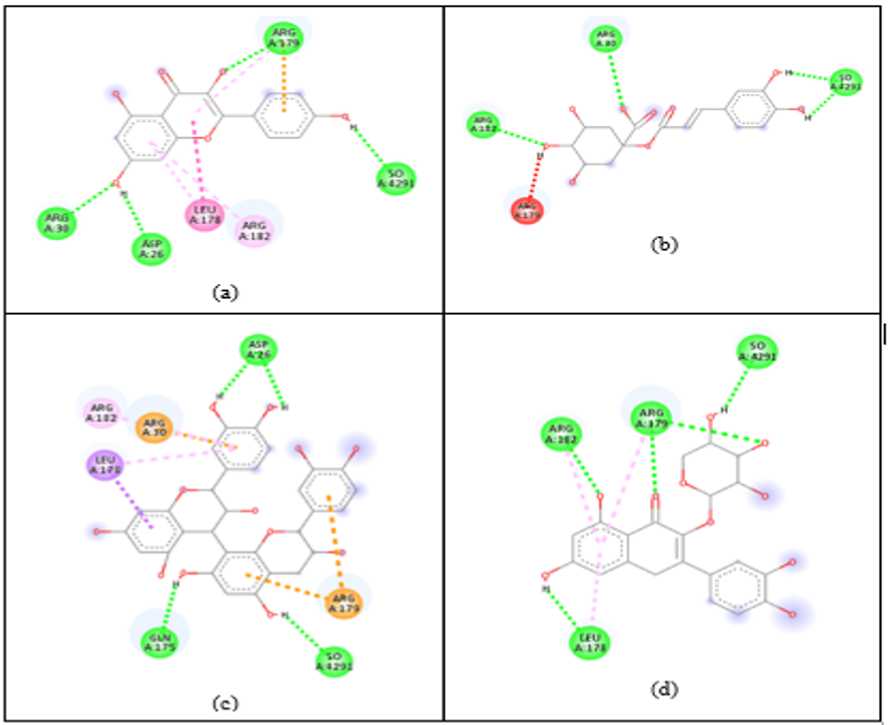 ARG
A:179
H
SO
A:4291
ARG
A:30
H
ASP
A:26
LEU
A:178
ARG
A:182
(a)
ARG
H
H
SO
A:4291
ARG
A:182
H
ARG
A:179
(b)
ASP
A:26
ARG
A:182
ARG
A:30
H
H
LEU
A:178
H
ARG
A:179
GLN
A:175
H
SO
A:4291
(c)
SO
A:4291
ARG
A:179
ARG
A:182
H
H
LEU
A:178
(d)